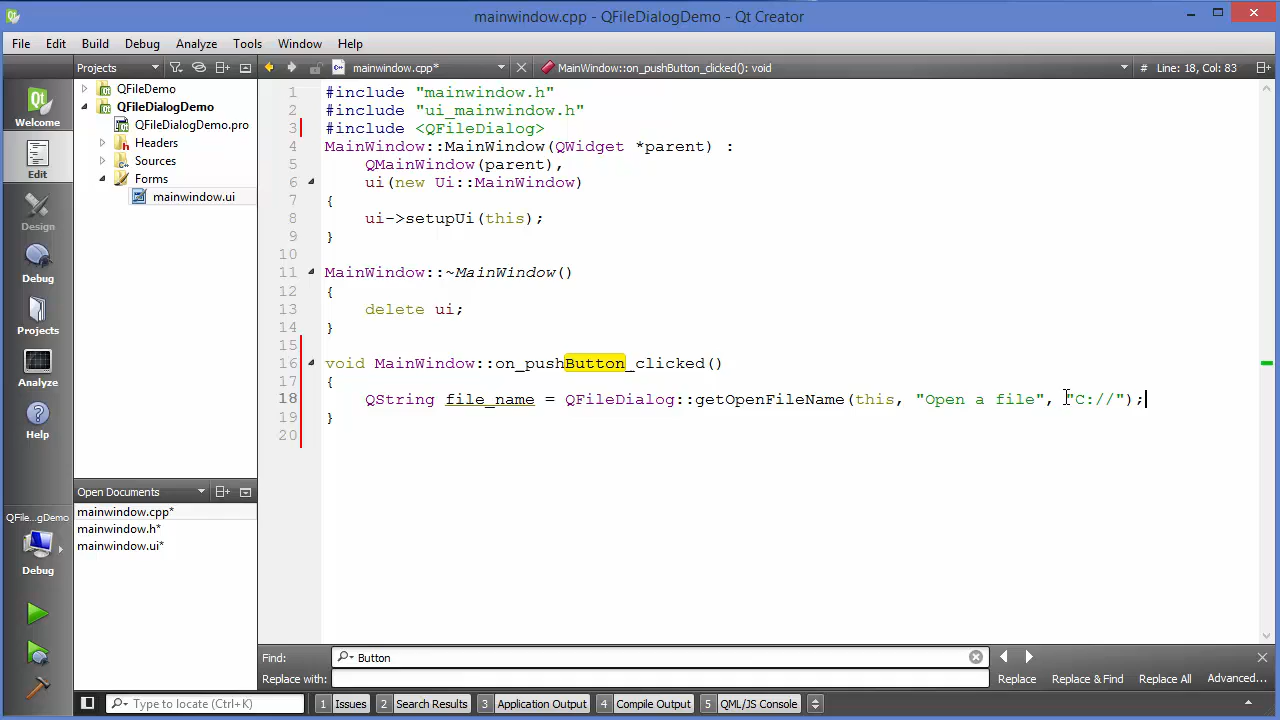 mainwindow.cpp - QFileDialogDemo - Qt Creator
File Edit Build Debug Analyze Tools Window Help
Projects
mainwindow.cpp*
MainWindow::on_pushButton_clicked(): void
# Line: 18, Col: 83
Welcome
Edit
Design
Debug
Projects
Analyze
Help
QFile...gDemo
Debug
QFileDemo
QFileDialogDemo
QFileDialogDemo.pro
Headers
Sources
Forms
mainwindow.ui
Open Documents
mainwindow.cpp*
mainwindow.h*
mainwindow.ui*
1 #include "mainwindow.h"
2 #include "ui_mainwindow.h"
3 #include <QFileDialog>
4 MainWindow::MainWindow(QWidget *parent) :
5 QMainWindow(parent),
6 ui(new Ui::MainWindow)
7 {
8 ui->setupUi(this);
9 }
10
11 MainWindow::~MainWindow()
12 {
13 delete ui;
14 }
15
16 void MainWindow::on_pushButton_clicked()
17 {
18 QString file_name = QFileDialog::getOpenFileName(this, "Open a file", "C://");
19 }
20
Find: Button
Replace with:
Replace Replace & Find Replace All Advanced...
Type to locate (Ctrl+K)
1 Issues 2 Search Results 3 Application Output 4 Compile Output 5 QML/JS Console